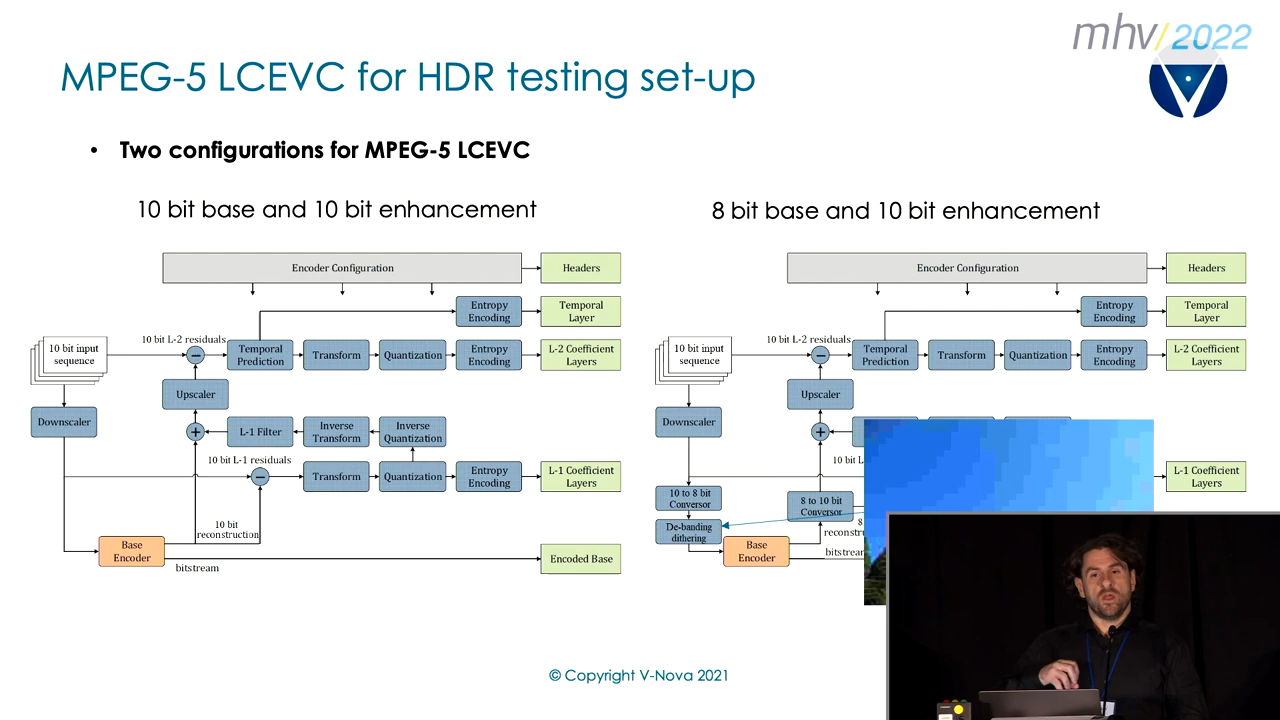 mhv/2022
MPEG-5 LCEVC for HDR testing set-up
• Two configurations for MPEG-5 LCEVC
10 bit base and 10 bit enhancement
Encoder Configuration
Headers
Entropy
Encoding
Temporal
Layer
10 bit input
sequence
10 bit L-2 residuals
Temporal
Prediction
Transform
Quantization
Entropy
Encoding
L-2 Coefficient
Layers
Upscaler
Downscaler
L-1 Filter
Inverse
Transform
Inverse
Quantization
10 bit L-1 residuals
Transform
Quantization
Entropy
Encoding
L-1 Coefficient
Layers
10 bit
reconstruction
Base
Encoder
bitstream
Encoded Base
8 bit base and 10 bit enhancement
Encoder Configuration
Headers
Entropy
Encoding
Temporal
Layer
10 bit input
sequence
10 bit L-2 residuals
Temporal
Prediction
Transform
Quantization
Entropy
Encoding
L-2 Coefficient
Layers
Upscaler
Downscaler
10 bit L
L-1 Coefficient
Layers
10 to 8 bit
Conversor
8 to 10 bit
Conversor
De-banding
dithering
8
reconstr
Base
Encoder
bitstrear
© Copyright V-Nova 2021